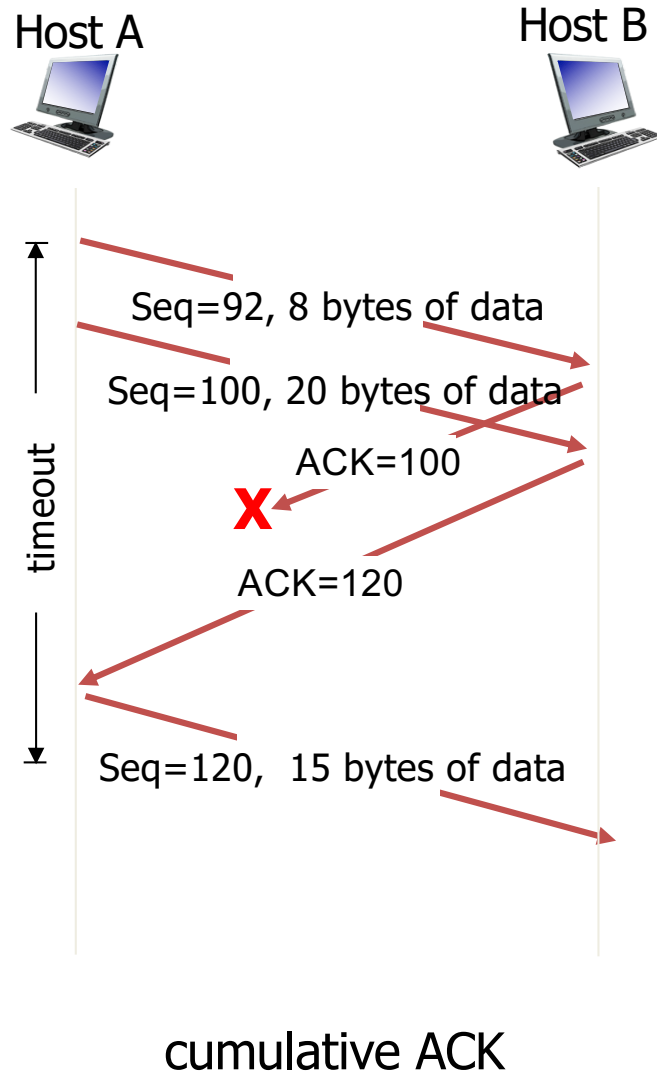 Host A
Host B
Seq=92, 8 bytes of data
Seq=100, 20 bytes of data
ACK=100
X
timeout
ACK=120
Seq=120, 15 bytes of data
cumulative ACK